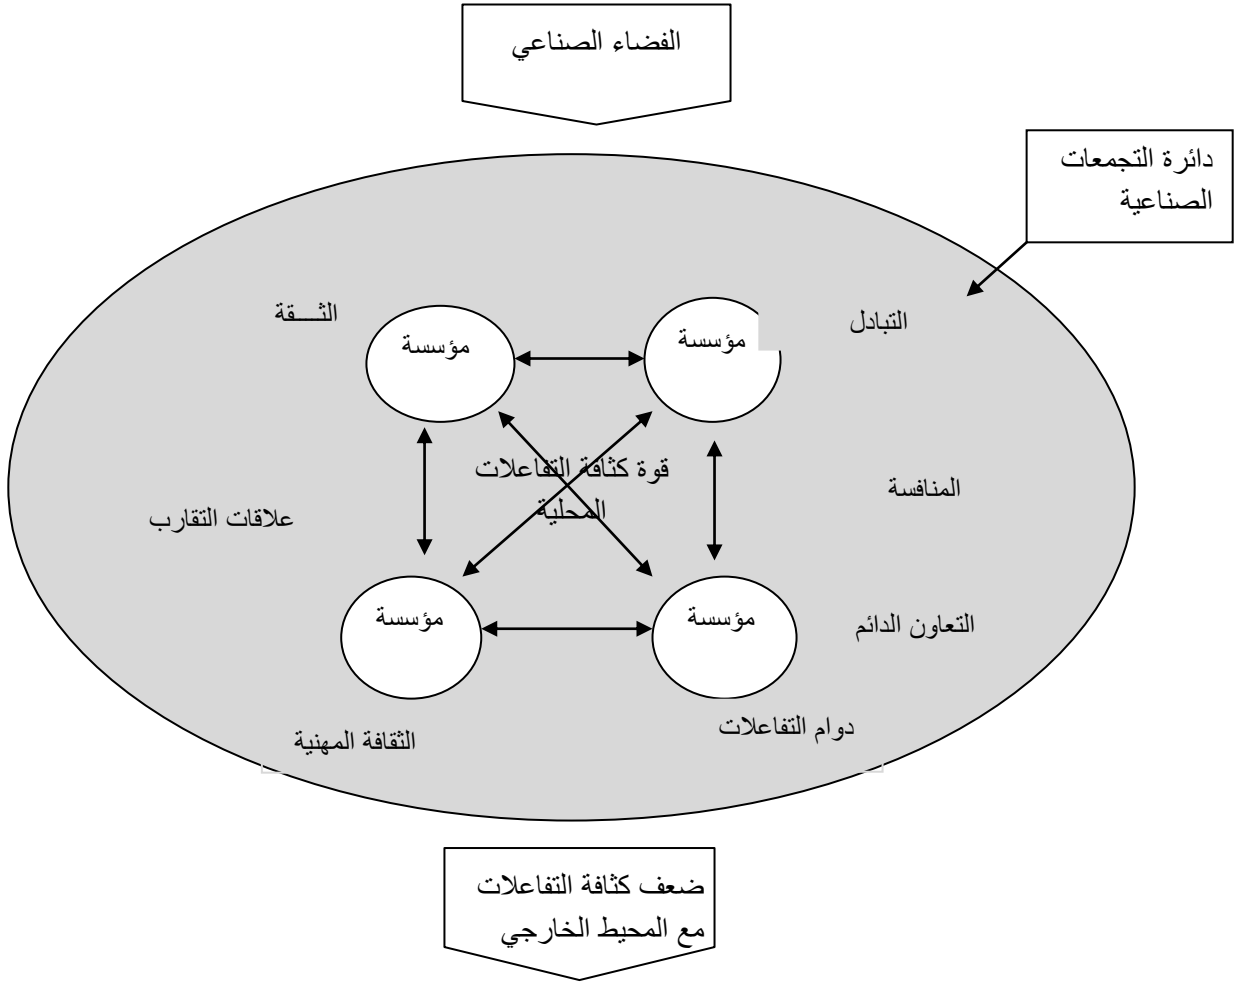 الفضاء الصناعي
دائرة التجمعات
الصناعية
التبادل
الثـــقة
مؤسسة
مؤسسة
قوة كثافة التفاعلات
المحلية
المنافسة
علاقات التقارب
مؤسسة
مؤسسة
التعاون الدائم
دوام التفاعلات
الثقافة المهنية
ضعف كثافة التفاعلات
مع المحيط الخارجي